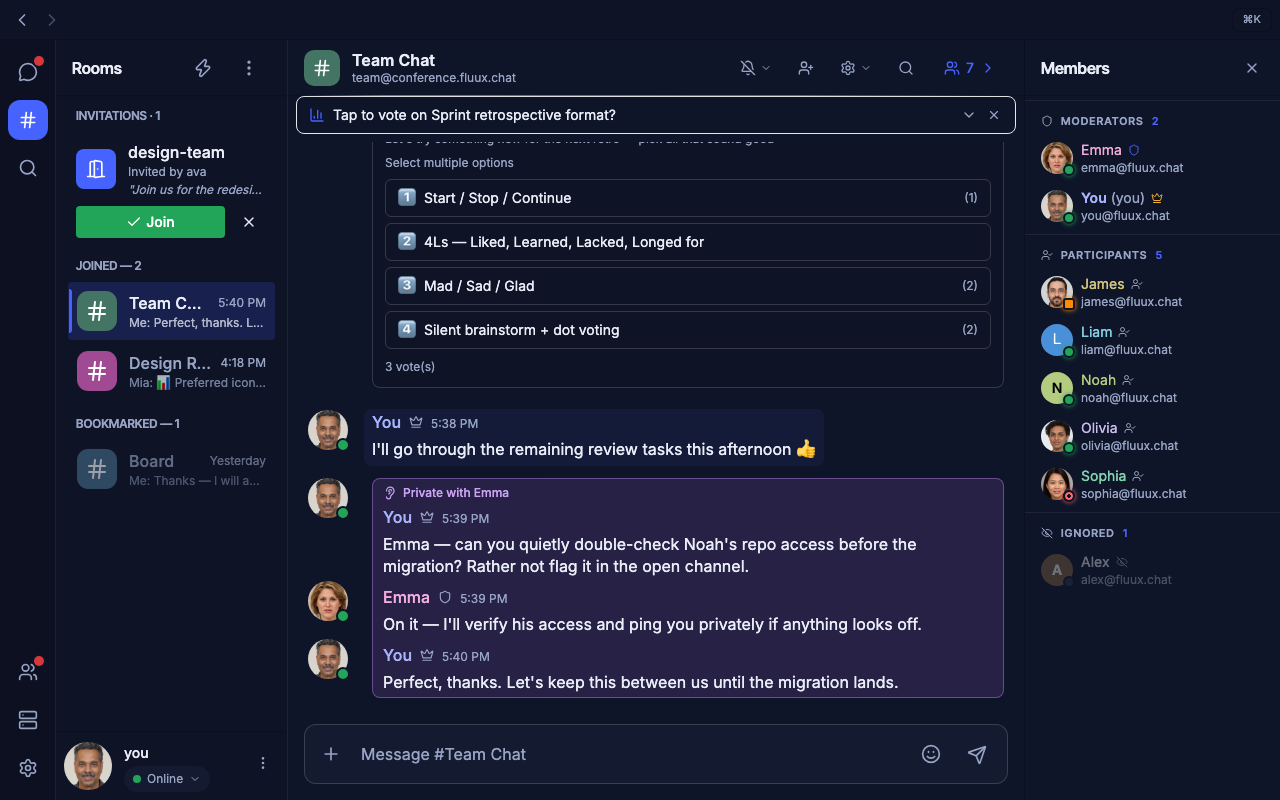 ⌘K
Rooms
INVITATIONS · 1
design-team
Invited by ava
"Join us for the redesi...
Join
JOINED — 2
Team C... 5:40 PM
Me: Perfect, thanks. L...
Design R... 4:18 PM
Mia: 📊 Preferred icon...
BOOKMARKED — 1
Board Yesterday
Me: Thanks — I will a...
you
Online
Team Chat
team@conference.fluux.chat
7
Tap to vote on Sprint retrospective format?
Select multiple options
1 Start / Stop / Continue (1)
2 4Ls — Liked, Learned, Lacked, Longed for
3 Mad / Sad / Glad (2)
4 Silent brainstorm + dot voting (2)
3 vote(s)
You 5:38 PM
I'll go through the remaining review tasks this afternoon 👍
Private with Emma
You 5:39 PM
Emma — can you quietly double-check Noah's repo access before the
migration? Rather not flag it in the open channel.
Emma 5:39 PM
On it — I'll verify his access and ping you privately if anything looks off.
You 5:40 PM
Perfect, thanks. Let's keep this between us until the migration lands.
Message #Team Chat
Members
MODERATORS 2
Emma
emma@fluux.chat
You (you)
you@fluux.chat
PARTICIPANTS 5
James
james@fluux.chat
L
Liam
liam@fluux.chat
N
Noah
noah@fluux.chat
Olivia
olivia@fluux.chat
Sophia
sophia@fluux.chat
IGNORED 1
A
Alex
alex@fluux.chat